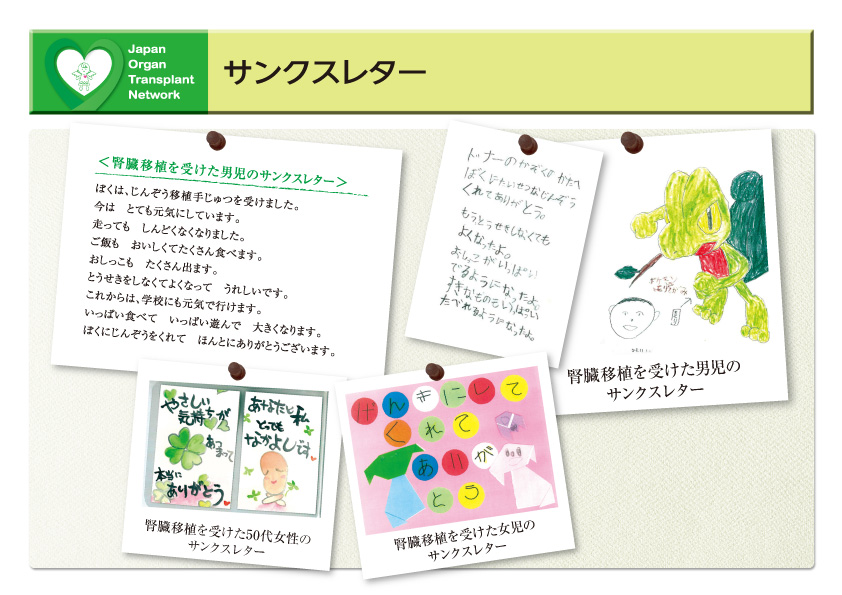 Japan
Organ
Transplant
Network
サンクスレター
＜腎臓移植を受けた男児のサンクスレター＞
ぼくは、じんぞう移植手じゅつを受けました。
今は　とても元気にしています。
走っても　しんどくなくなりました。
ご飯も　おいしくてたくさん食べます。
おしっこも　たくさん出ます。
とうせきをしなくてよくなって　うれしいです。
これからは、学校にも元気で行けます。
いっぱい食べて　いっぱい遊んで　大きくなります。
ぼくにじんぞうをくれて　ほんとにありがとうございます。
ドナーのかぞくのかたへ
ぼくにたいせつなじんぞう
くれてありがとう。
もうとうせきをしなくても
よくなったよ。
おしっこがいっぱい
でるようになったよ。
すきなものもいっぱい
たべれるようになったよ。
ポケモン
腎臓移植を受けた男児の
サンクスレター
やさしい
気持ちが
あつ
まって
本当に
ありがとう
あなたと私
とっても
なかよしです。
腎臓移植を受けた50代女性の
サンクスレター
げんきにして
くれて
ありが
とう
腎臓移植を受けた女児の
サンクスレター